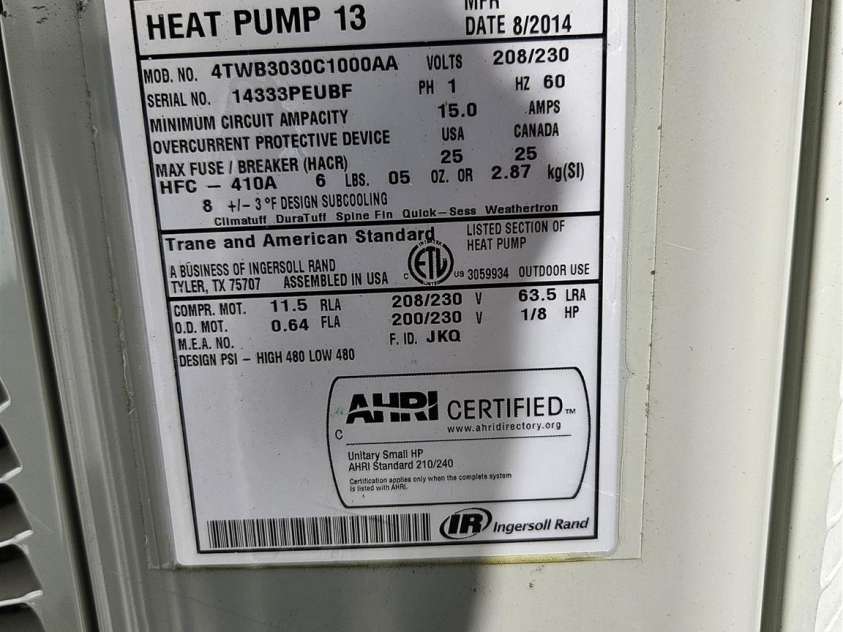 HEAT PUMP 13 MFR
DATE 8/2014
MOD. NO. 4TWB3030C1000AA VOLTS 208/230
SERIAL NO. 14333PEUBF PH 1 HZ 60
MINIMUM CIRCUIT AMPACITY 15.0 AMPS
OVERCURRENT PROTECTIVE DEVICE USA CANADA
MAX FUSE / BREAKER (HACR) 25 25
HFC - 410A 6 LBS. 05 OZ. OR 2.87 kg(SI)
8 +/- 3 °F DESIGN SUBCOOLING
Climatuff DuraTuff Spine Fin Quick-Sess Weathertron
Trane and American Standard
A BUSINESS OF INGERSOLL RAND
TYLER, TX 75707 ASSEMBLED IN USA
LISTED SECTION OF
HEAT PUMP
C ETL US 3059934 OUTDOOR USE
COMPR. MOT. 11.5 RLA 208/230 V 63.5 LRA
O.D. MOT. 0.64 FLA 200/230 V 1/8 HP
M.E.A. NO. F. ID. JKQ
DESIGN PSI - HIGH 480 LOW 480
AHRI CERTIFIED™
www.ahridirectory.org
C
Unitary Small HP
AHRI Standard 210/240
Certification applies only when the complete system
is listed with AHRI.
IR Ingersoll Rand